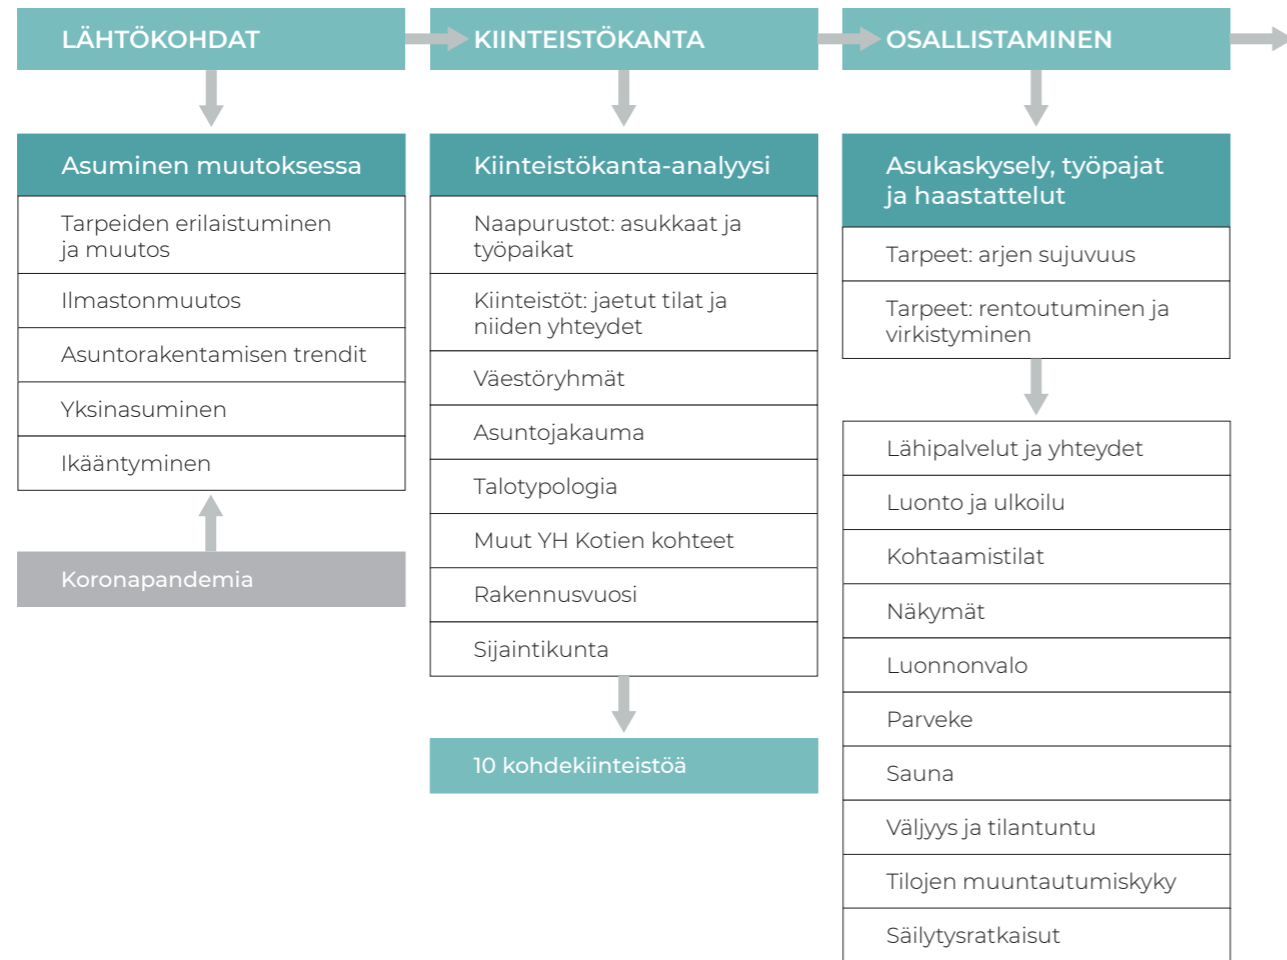 LÄHTÖKOHDAT
Asuminen muutoksessa
Tarpeiden erilaistuminen
ja muutos
Ilmastonmuutos
Asuntorakentamisen trendit
Yksinasuminen
Ikääntyminen
Koronapandemia
KIINTEISTÖKANTA
Kiinteistökanta-analyysi
Naapurustot: asukkaat ja
työpaikat
Kiinteistöt: jaetut tilat ja
niiden yhteydet
Väestöryhmät
Asuntojakauma
Talotypologia
Muut YH Kotien kohteet
Rakennusvuosi
Sijaintikunta
10 kohdekiinteistöä
OSALLISTAMINEN
Asukaskysely, työpajat
ja haastattelut
Tarpeet: arjen sujuvuus
Tarpeet: rentoutuminen ja
virkistyminen
Lähipalvelut ja yhteydet
Luonto ja ulkoilu
Kohtaamistilat
Näkymät
Luonnonvalo
Parveke
Sauna
Väljyys ja tilantuntu
Tilojen muuntautumiskyky
Säilytysratkaisut